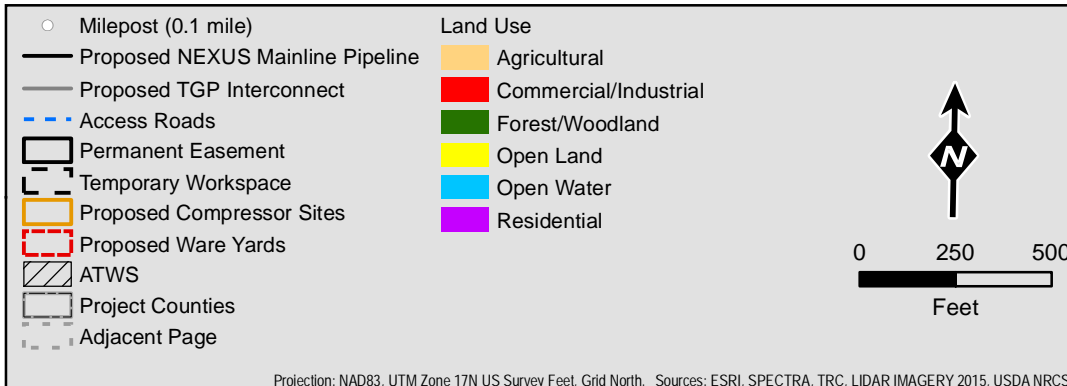 Milepost (0.1 mile)
Proposed NEXUS Mainline Pipeline
Proposed TGP Interconnect
Access Roads
Permanent Easement
Temporary Workspace
Proposed Compressor Sites
Proposed Ware Yards
ATWS
Project Counties
Adjacent Page
Land Use
Agricultural
Commercial/Industrial
Forest/Woodland
Open Land
Open Water
Residential
N
0 250 500
Feet
Projection: NAD83, UTM Zone 17N US Survey Feet, Grid North. Sources: ESRI, SPECTRA, TRC, LIDAR IMAGERY 2015, USDA NRCS